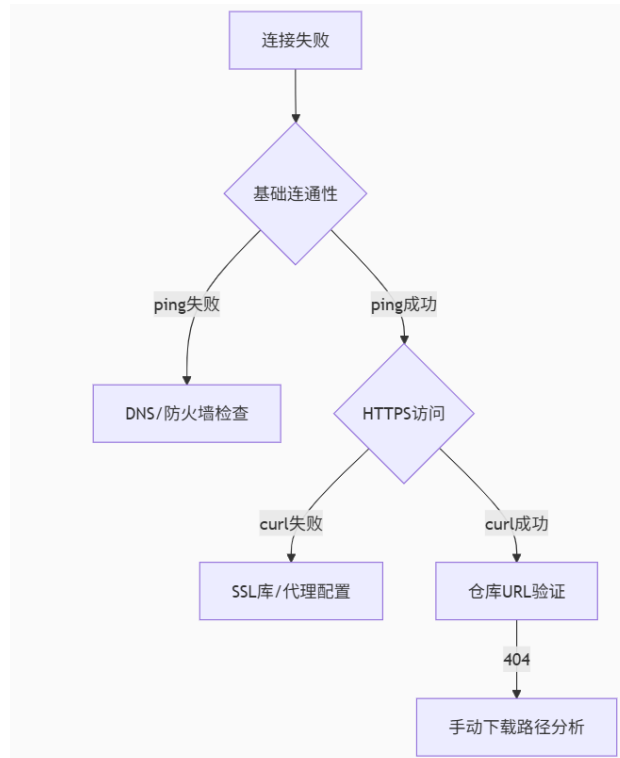 连接失败
基础连通性
ping失败
ping成功
DNS/防火墙检查
HTTPS访问
curl失败
curl成功
SSL库/代理配置
仓库URL验证
404
手动下载路径分析